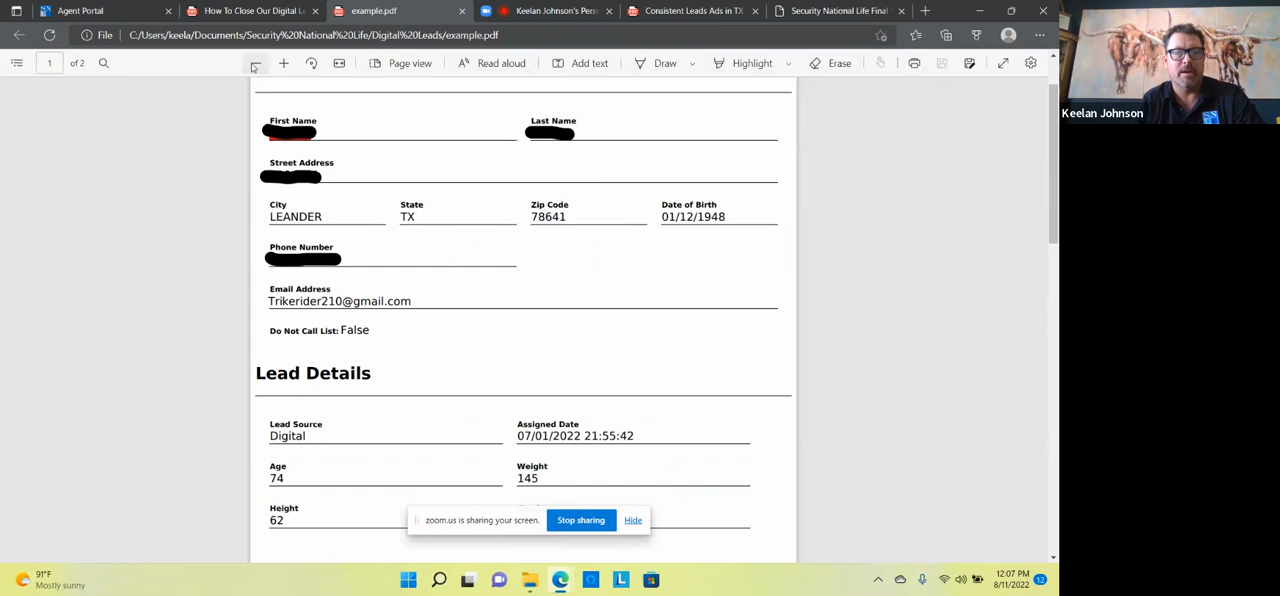 Agent Portal
How To Close Our Digital Le
example.pdf
Keelan Johnson's Pers
Consistent Leads Ads in TX
Security National Life Final
File
C:/Users/keela/Documents/Security%20National%20Life/Digital%20Leads/example.pdf
1 of 2
Page view
Read aloud
Add text
Draw
Highlight
Erase
Keelan Johnson
First Name
Last Name
Street Address
City
State
Zip Code
Date of Birth
LEANDER
TX
78641
01/12/1948
Phone Number
Email Address
Trikerider210@gmail.com
Do Not Call List: False
Lead Details
Lead Source
Assigned Date
Digital
07/01/2022 21:55:42
Age
Weight
74
145
Height
62
zoom.us is sharing your screen.
Stop sharing
Hide
91°F
Mostly sunny
12:07 PM
8/11/2022
12